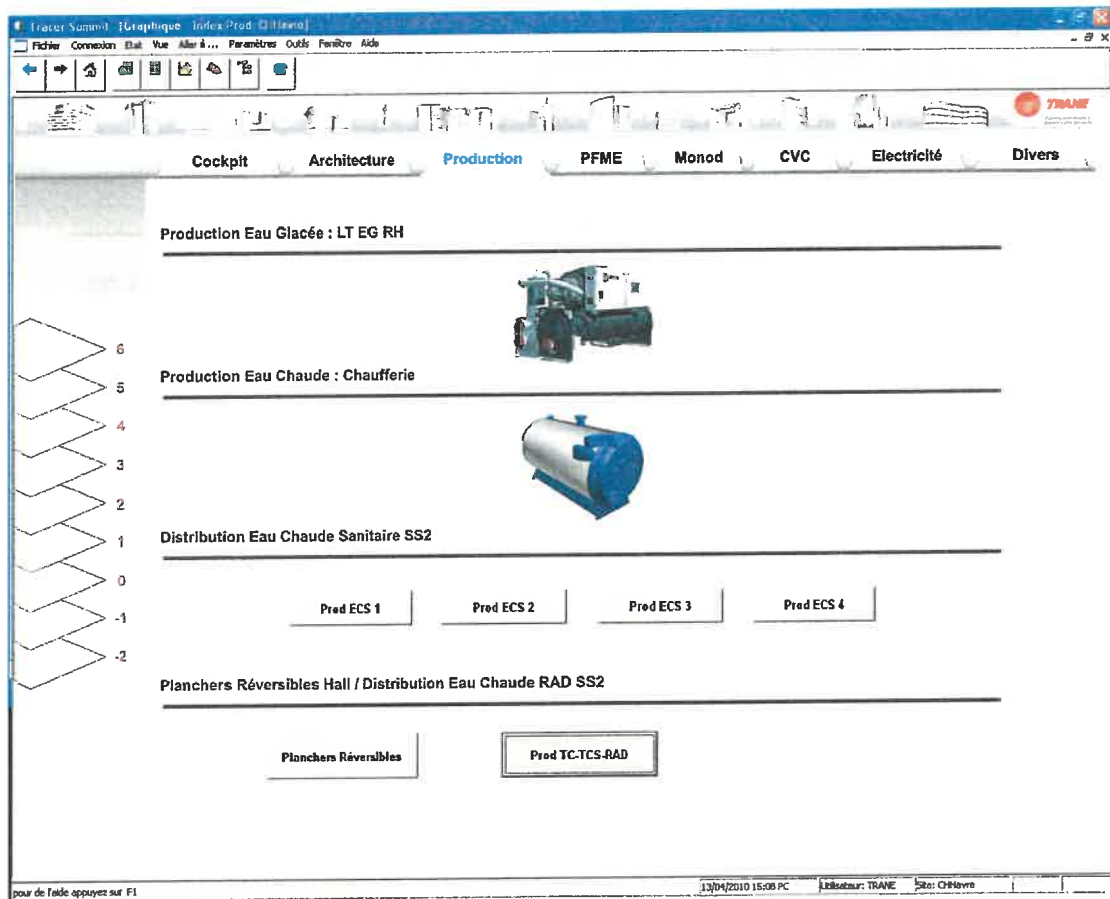 Tracer Summit - [Graphique - Index Prod CHHavre]
Fichier Connexion Etat Vue Aller à ... Paramètres Outils Fenêtre Aide
TRANE
Cockpit Architecture Production PFME Monod CVC Electricité Divers
Production Eau Glacée : LT EG RH
6
Production Eau Chaude : Chaufferie
5
4
3
2
Distribution Eau Chaude Sanitaire SS2
1
0
Prod ECS 1 Prod ECS 2 Prod ECS 3 Prod ECS 4
-1
-2
Planchers Réversibles Hall / Distribution Eau Chaude RAD SS2
Planchers Réversibles Prod TC-TCS-RAD
pour de l'aide appuyez sur F1 13/04/2010 15:08 PC Utilisateur: TRANE Site: CHHavre